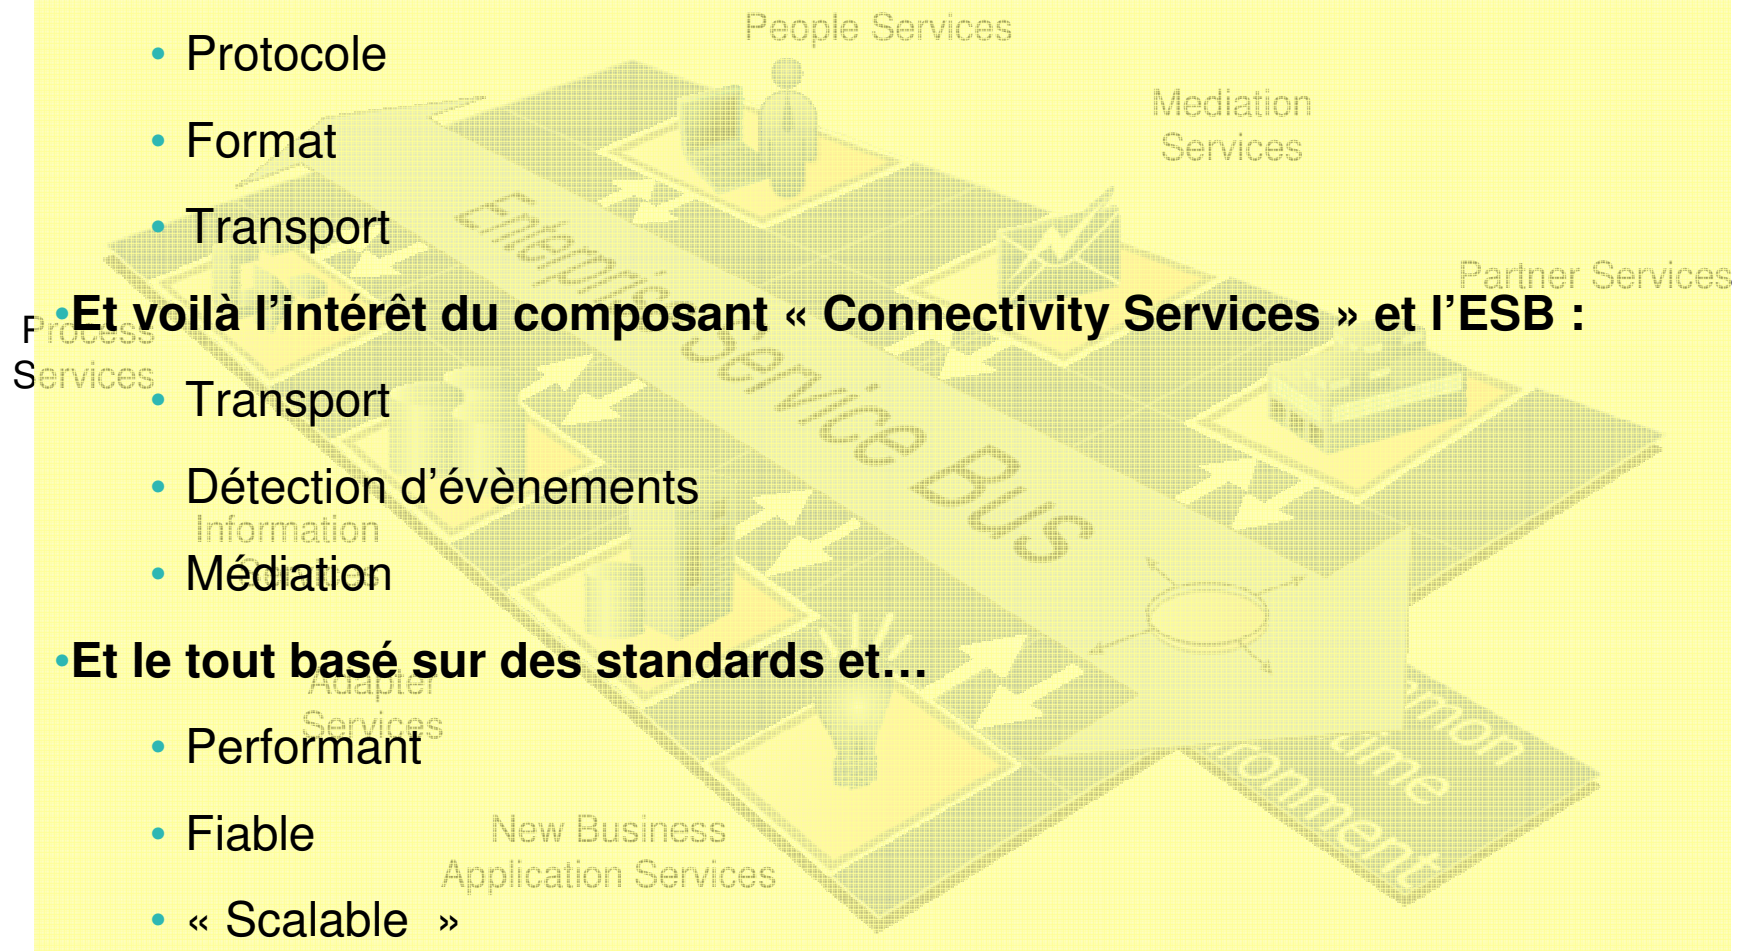 People Services
• Protocole
Mediation
Services
• Format
• Transport
Partner Services
•Et voilà l’intérêt du composant « Connectivity Services » et l’ESB :
Process
Services
Enterprise Service BUS
• Transport
• Détection d’évènements
Information
Services
• Médiation
•Et le tout basé sur des standards et…
Adapter
Services
• Performant
• Fiable
New Business
Application Services
• « Scalable »